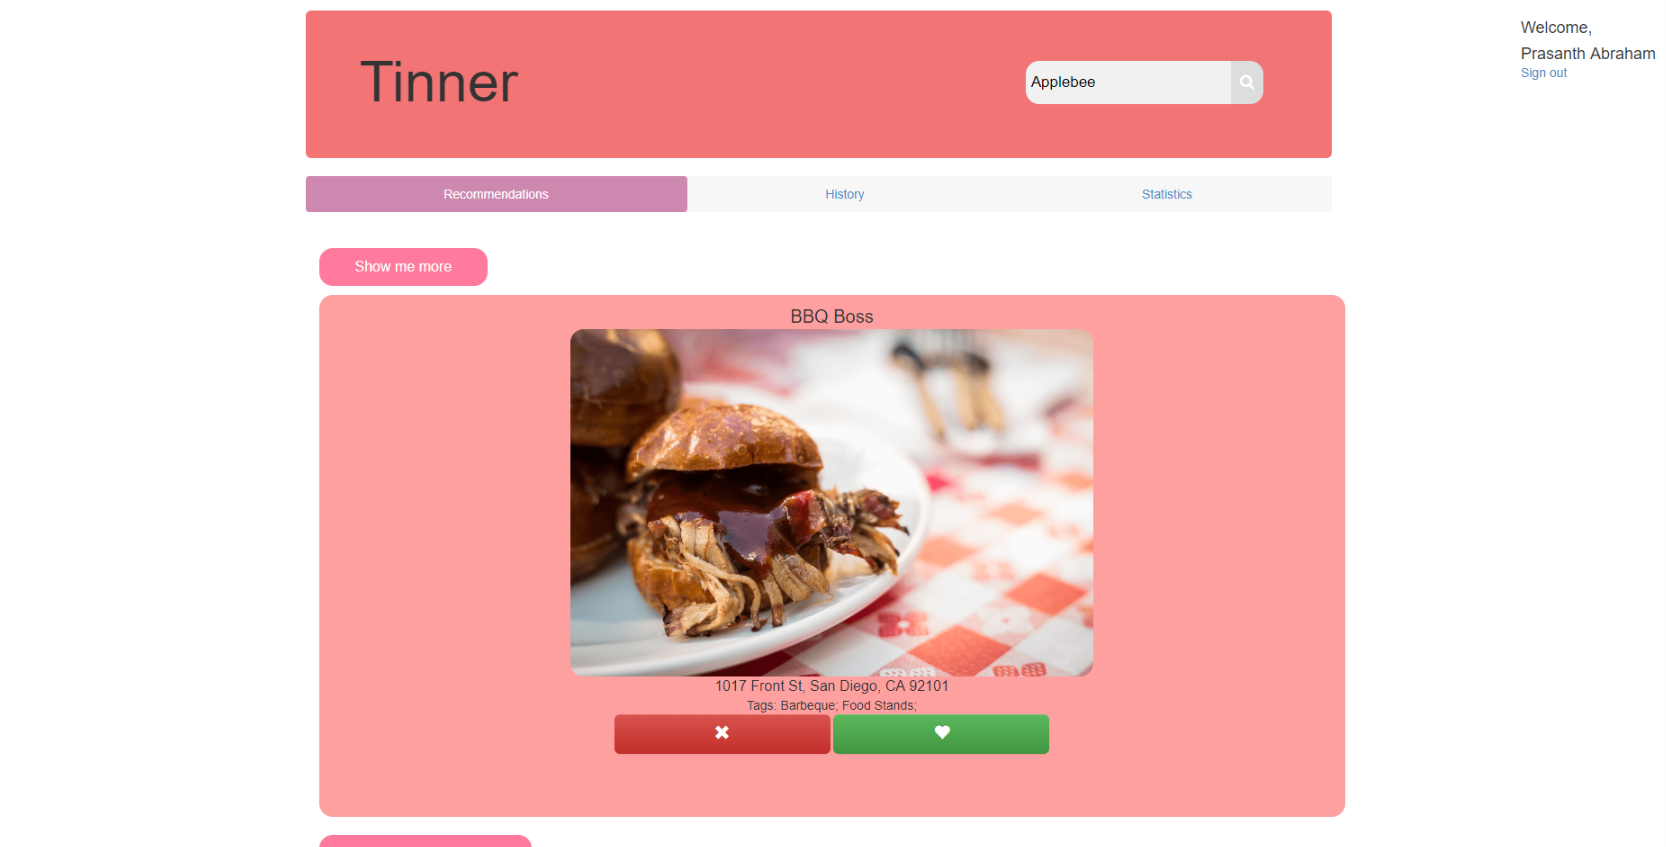 Tinner
Applebee
Welcome,
Prasanth Abraham
Sign out
Recommendations
History
Statistics
Show me more
BBQ Boss
1017 Front St, San Diego, CA 92101
Tags: Barbeque; Food Stands;